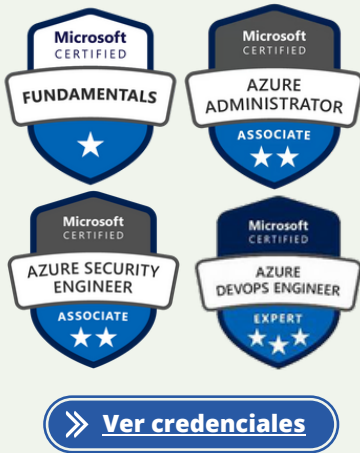 Microsoft
CERTIFIED
FUNDAMENTALS
Microsoft
CERTIFIED
AZURE
ADMINISTRATOR
ASSOCIATE
Microsoft
CERTIFIED
AZURE SECURITY
ENGINEER
ASSOCIATE
Microsoft
CERTIFIED
AZURE
DEVOPS ENGINEER
EXPERT
Ver credenciales